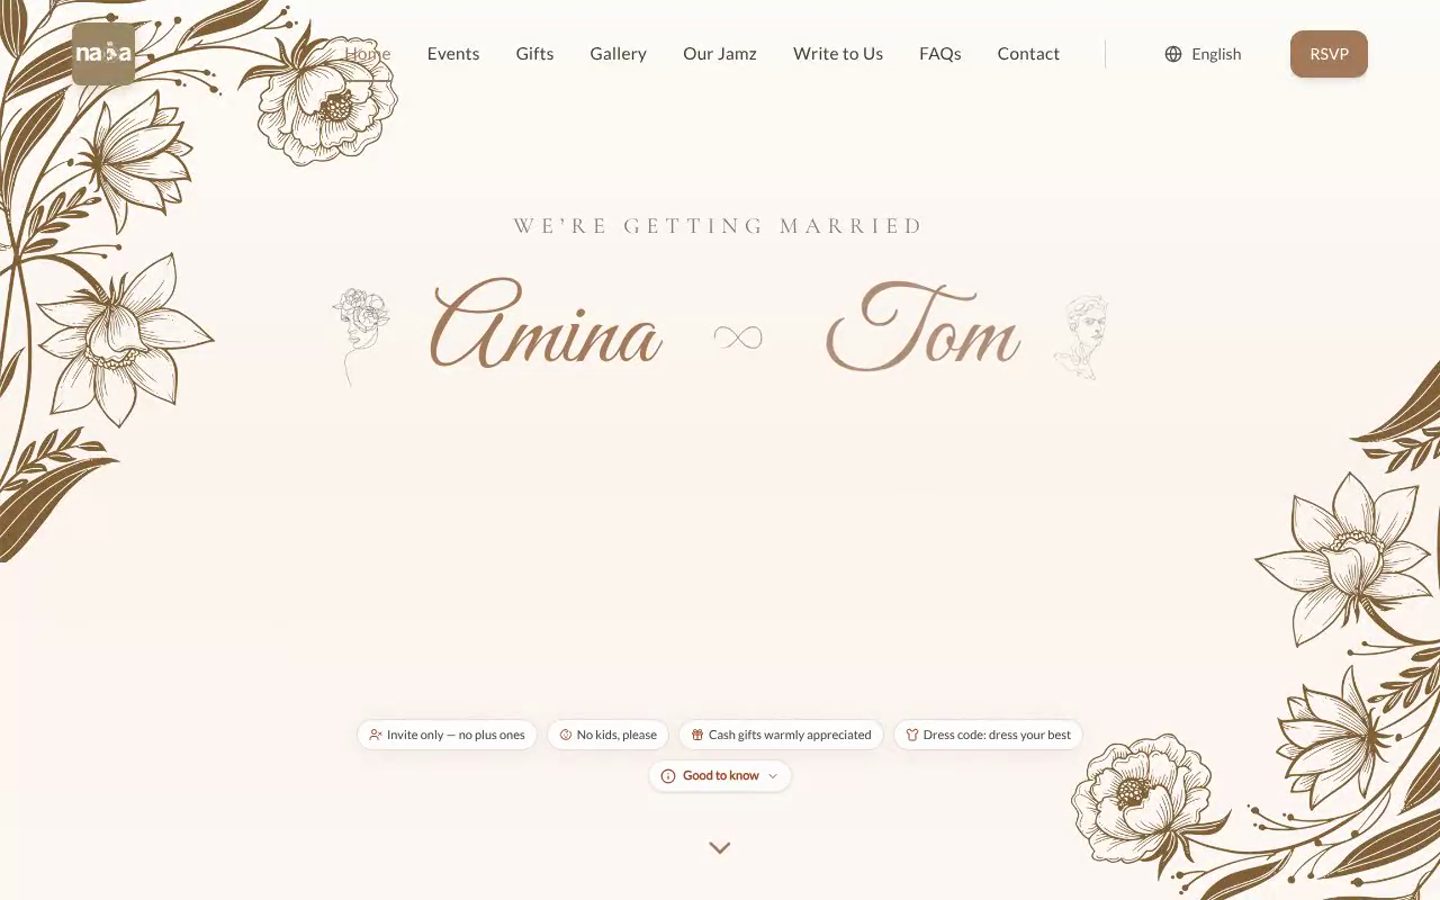 Home Events Gifts Gallery Our Jamz Write to Us FAQs Contact English RSVP
WE’RE GETTING MARRIED
Amina Tom
Invite only — no plus ones No kids, please Cash gifts warmly appreciated Dress code: dress your best
Good to know